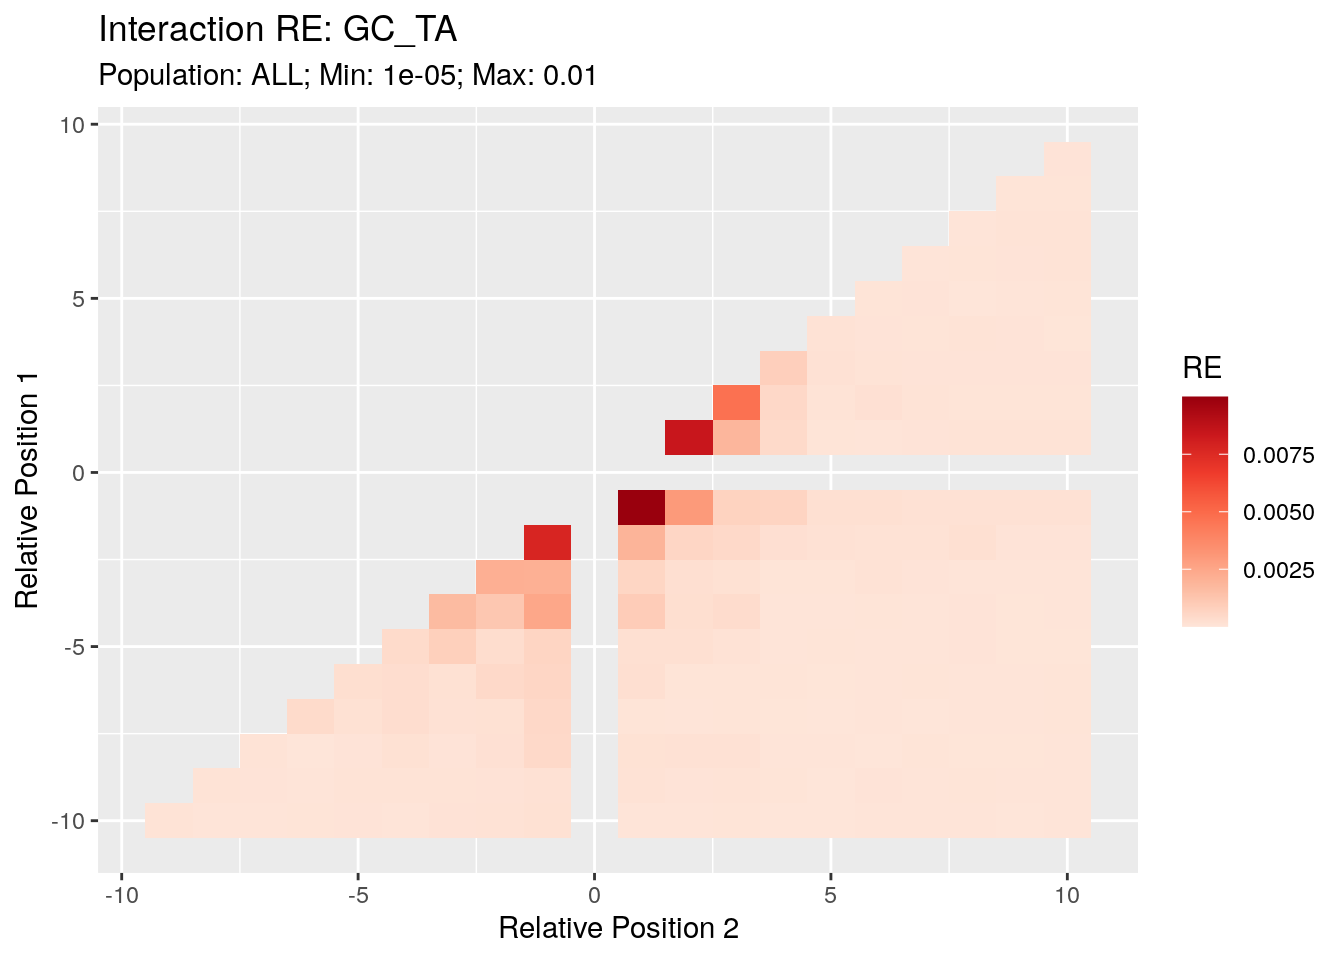 Interaction RE: GC_TA
Population: ALL; Min: 1e-05; Max: 0.01
10
5
0
-5
-10
Relative Position 1
-10
-5
0
5
10
Relative Position 2
RE
0.0075
0.0050
0.0025